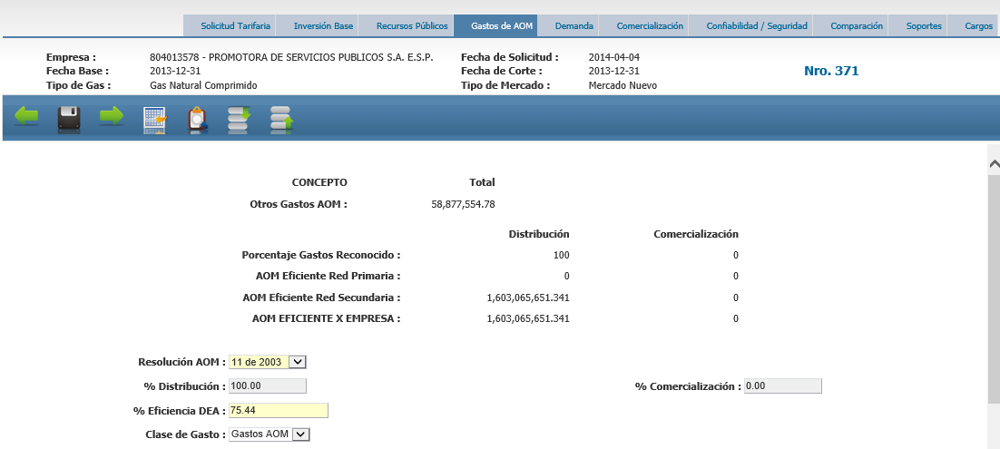 Solicitud Tarifaria Inversión Base Recursos Públicos Gastos de AOM Demanda Comercialización Confiabilidad / Seguridad Comparación Soportes Cargos
Empresa : 804013578 - PROMOTORA DE SERVICIOS PUBLICOS S.A. E.S.P. Fecha de Solicitud : 2014-04-04
Fecha Base : 2013-12-31 Fecha de Corte : 2013-12-31 Nro. 371
Tipo de Gas : Gas Natural Comprimido Tipo de Mercado : Mercado Nuevo
CONCEPTO Total
Otros Gastos AOM : 58,877,554.78
Distribución Comercialización
Porcentaje Gastos Reconocido : 100 0
AOM Eficiente Red Primaria : 0 0
AOM Eficiente Red Secundaria : 1,603,065,651.341 0
AOM EFICIENTE X EMPRESA : 1,603,065,651.341 0
Resolución AOM : 11 de 2003
% Distribución : 100.00 % Comercialización : 0.00
% Eficiencia DEA : 75.44
Clase de Gasto : Gastos AOM